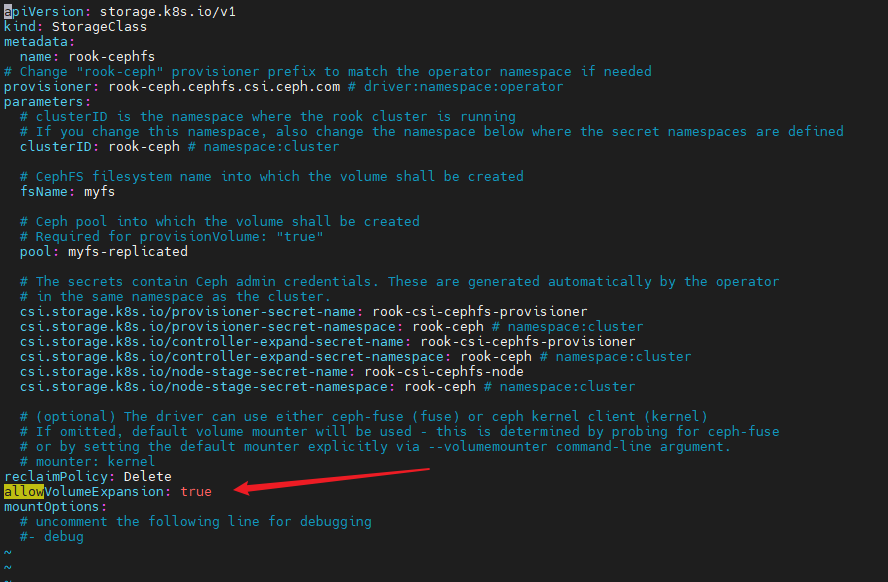 apiVersion: storage.k8s.io/v1
kind: StorageClass
metadata:
  name: rook-cephfs
# Change "rook-ceph" provisioner prefix to match the operator namespace if needed
provisioner: rook-ceph.cephfs.csi.ceph.com # driver:namespace:operator
parameters:
  # clusterID is the namespace where the rook cluster is running
  # If you change this namespace, also change the namespace below where the secret namespaces are defined
  clusterID: rook-ceph # namespace:cluster

  # CephFS filesystem name into which the volume shall be created
  fsName: myfs

  # Ceph pool into which the volume shall be created
  # Required for provisionVolume: "true"
  pool: myfs-replicated

  # The secrets contain Ceph admin credentials. These are generated automatically by the operator
  # in the same namespace as the cluster.
  csi.storage.k8s.io/provisioner-secret-name: rook-csi-cephfs-provisioner
  csi.storage.k8s.io/provisioner-secret-namespace: rook-ceph # namespace:cluster
  csi.storage.k8s.io/controller-expand-secret-name: rook-csi-cephfs-provisioner
  csi.storage.k8s.io/controller-expand-secret-namespace: rook-ceph # namespace:cluster
  csi.storage.k8s.io/node-stage-secret-name: rook-csi-cephfs-node
  csi.storage.k8s.io/node-stage-secret-namespace: rook-ceph # namespace:cluster

  # (optional) The driver can use either ceph-fuse (fuse) or ceph kernel client (kernel)
  # If omitted, default volume mounter will be used - this is determined by probing for ceph-fuse
  # or by setting the default mounter explicitly via --volumemounter command-line argument.
  # mounter: kernel
reclaimPolicy: Delete
allowVolumeExpansion: true
mountOptions:
  # uncomment the following line for debugging
  #- debug
~
~
~